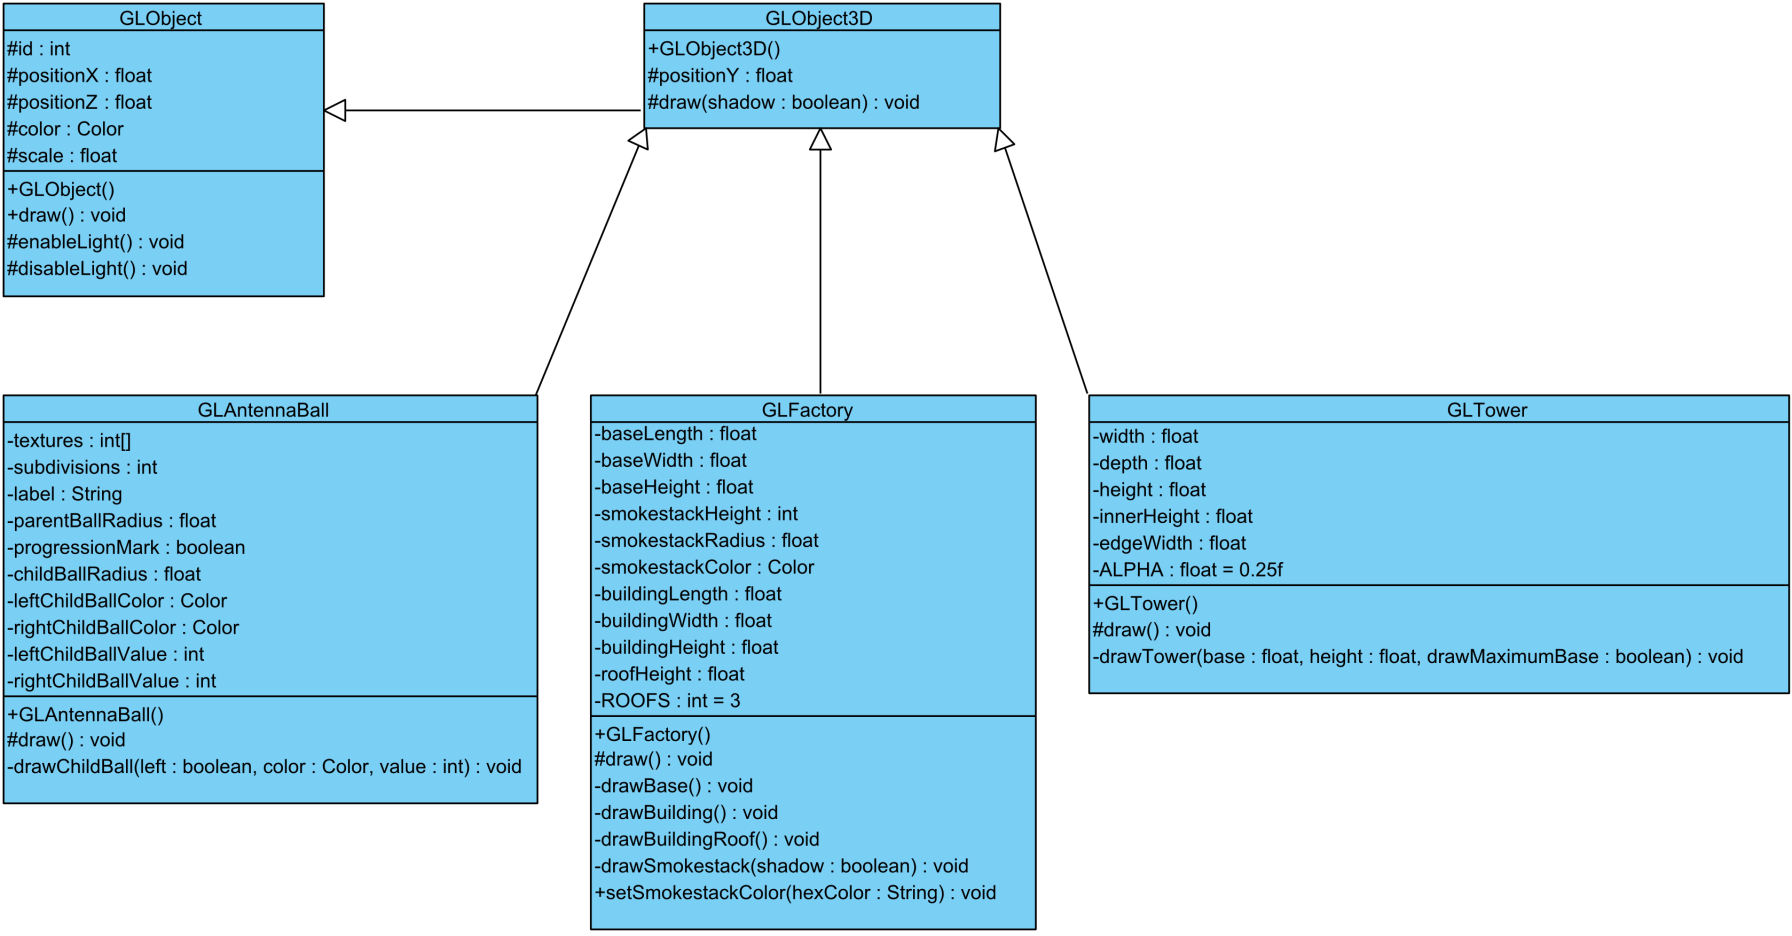 GLObject
#id : int
#positionX : float
#positionZ : float
#color : Color
#scale : float
+GLObject()
+draw() : void
#enableLight() : void
#disableLight() : void
GLObject3D
+GLObject3D()
#positionY : float
#draw(shadow : boolean) : void
GLAntennaBall
-textures : int[]
-subdivisions : int
-label : String
-parentBallRadius : float
-progressionMark : boolean
-childBallRadius : float
-leftChildBallColor : Color
-rightChildBallColor : Color
-leftChildBallValue : int
-rightChildBallValue : int
+GLAntennaBall()
#draw() : void
-drawChildBall(left : boolean, color : Color, value : int) : void
GLFactory
-baseLength : float
-baseWidth : float
-baseHeight : float
-smokestackHeight : int
-smokestackRadius : float
-smokestackColor : Color
-buildingLength : float
-buildingWidth : float
-buildingHeight : float
-roofHeight : float
-ROOFS : int = 3
+GLFactory()
#draw() : void
-drawBase() : void
-drawBuilding() : void
-drawBuildingRoof() : void
-drawSmokestack(shadow : boolean) : void
+setSmokestackColor(hexColor : String) : void
GLTower
-width : float
-depth : float
-height : float
-innerHeight : float
-edgeWidth : float
-ALPHA : float = 0.25f
+GLTower()
#draw() : void
-drawTower(base : float, height : float, drawMaximumBase : boolean) : void